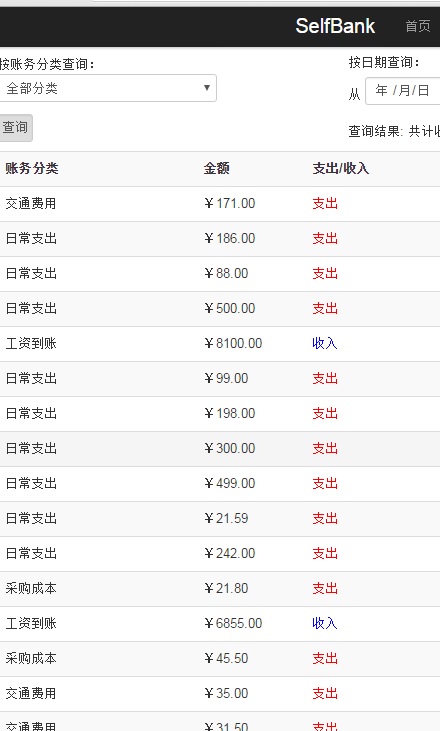 SelfBank 首页
按账务分类查询：
全部分类
查询
按日期查询：
从 年 /月/日
查询结果: 共计
账务分类 金额 支出/收入
交通费用 ￥171.00 支出
日常支出 ￥186.00 支出
日常支出 ￥88.00 支出
日常支出 ￥500.00 支出
工资到账 ￥8100.00 收入
日常支出 ￥99.00 支出
日常支出 ￥198.00 支出
日常支出 ￥300.00 支出
日常支出 ￥499.00 支出
日常支出 ￥21.59 支出
日常支出 ￥242.00 支出
采购成本 ￥21.80 支出
工资到账 ￥6855.00 收入
采购成本 ￥45.50 支出
交通费用 ￥35.00 支出
交通费用 ￥31.50 支出